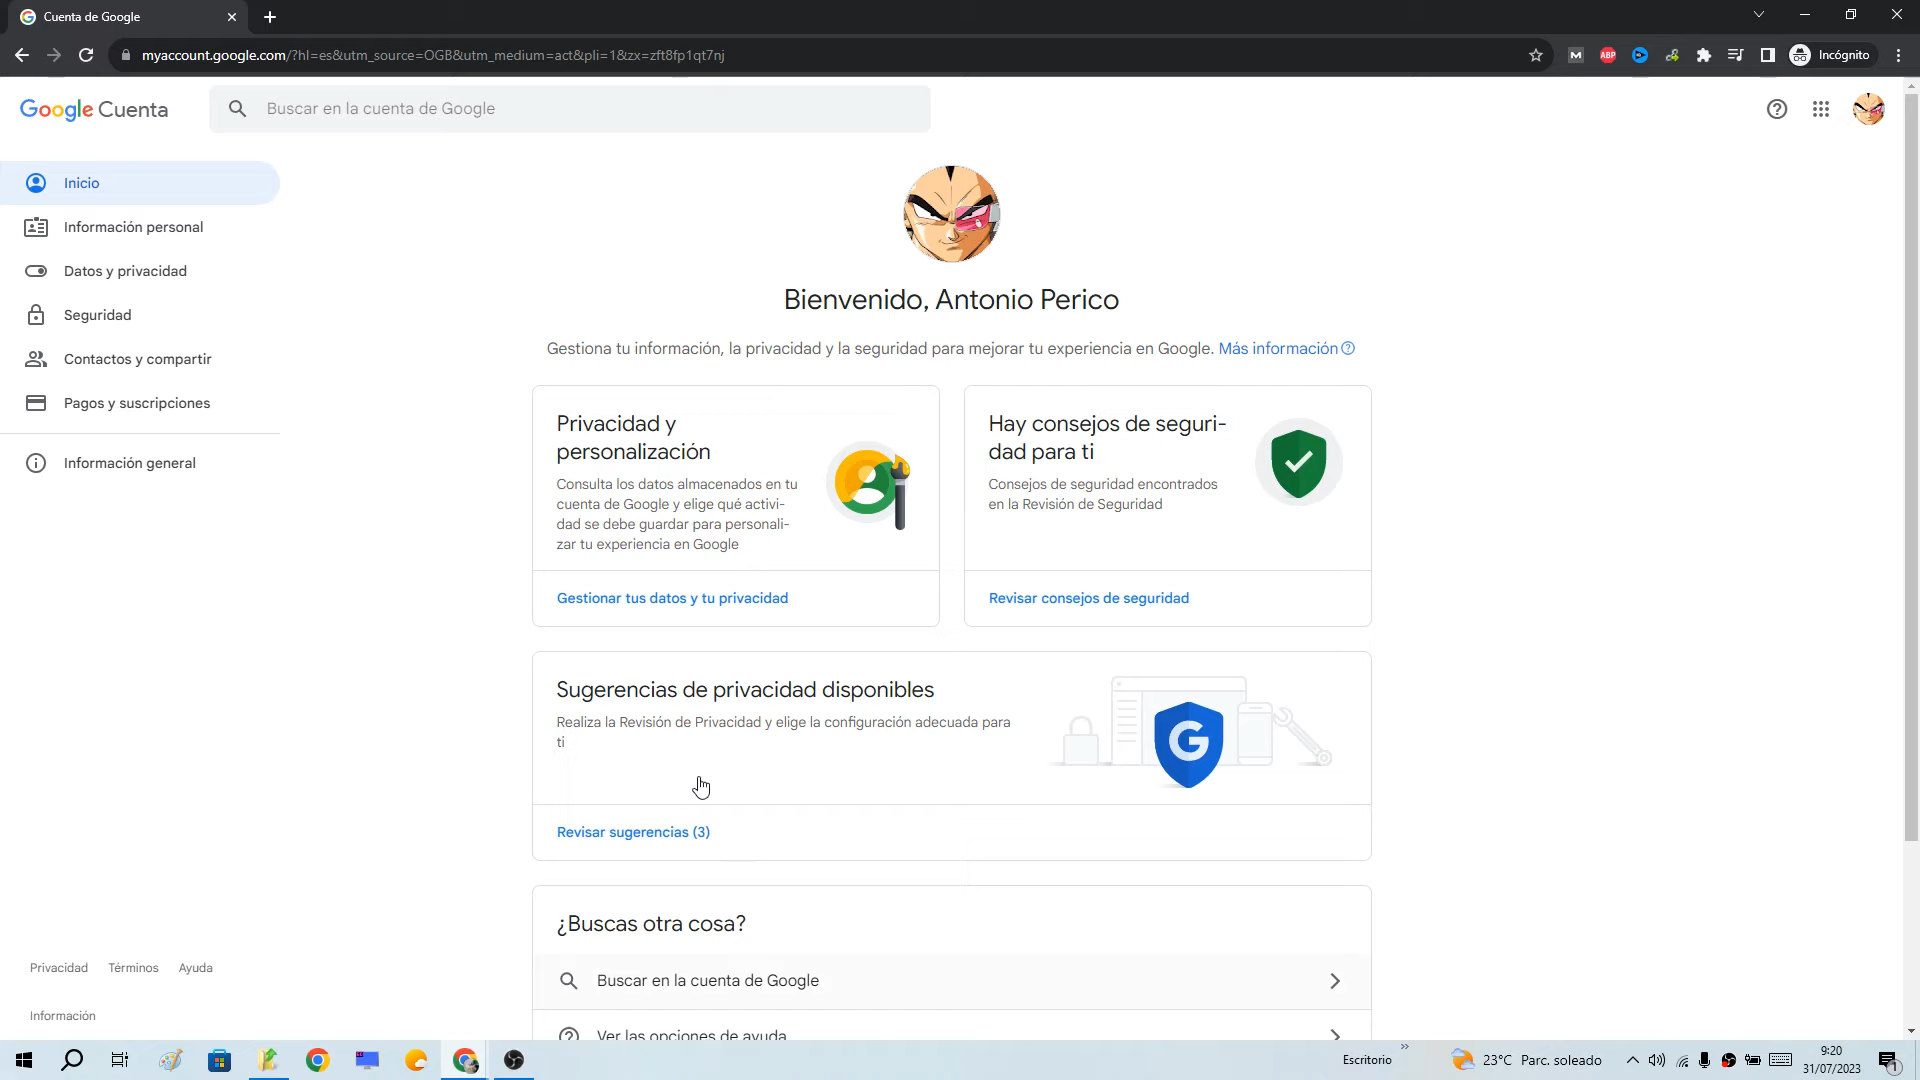 Cuenta de Google
myaccount.google.com/?hl=es&utm_source=OGB&utm_medium=act&pli=1&zx=zft8fp1qt7nj
M
ABP
Incógnito
Google Cuenta
Buscar en la cuenta de Google
Inicio
Información personal
Datos y privacidad
Seguridad
Contactos y compartir
Pagos y suscripciones
Información general
Bienvenido, Antonio Perico
Gestiona tu información, la privacidad y la seguridad para mejorar tu experiencia en Google. Más información
Privacidad y
personalización
Consulta los datos almacenados en tu
cuenta de Google y elige qué activi-
dad se debe guardar para personali-
zar tu experiencia en Google
Gestionar tus datos y tu privacidad
Hay consejos de seguri-
dad para ti
Consejos de seguridad encontrados
en la Revisión de Seguridad
Revisar consejos de seguridad
Sugerencias de privacidad disponibles
Realiza la Revisión de Privacidad y elige la configuración adecuada para
ti
G
Revisar sugerencias (3)
¿Buscas otra cosa?
Buscar en la cuenta de Google
Ver las opciones de ayuda
Privacidad Términos Ayuda
Información
Escritorio
23°C Parc. soleado
9:20
31/07/2023
1